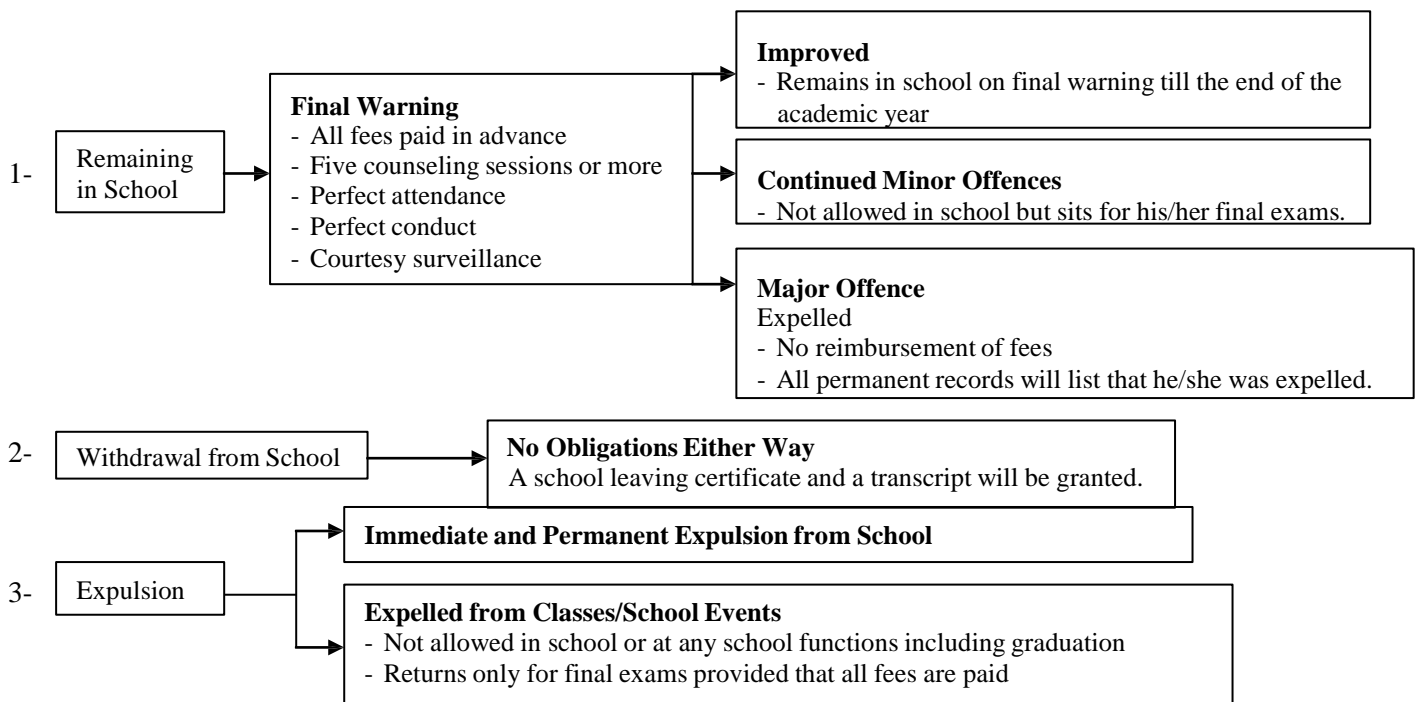 1-
Remaining
in School
Final Warning
- All fees paid in advance
- Five counseling sessions or more
- Perfect attendance
- Perfect conduct
- Courtesy surveillance
Improved
- Remains in school on final warning till the end of the
academic year
Continued Minor Offences
- Not allowed in school but sits for his/her final exams.
Major Offence
Expelled
- No reimbursement of fees
- All permanent records will list that he/she was expelled.
2-
Withdrawal from School
No Obligations Either Way
A school leaving certificate and a transcript will be granted.
3-
Expulsion
Immediate and Permanent Expulsion from School
Expelled from Classes/School Events
- Not allowed in school or at any school functions including graduation
- Returns only for final exams provided that all fees are paid